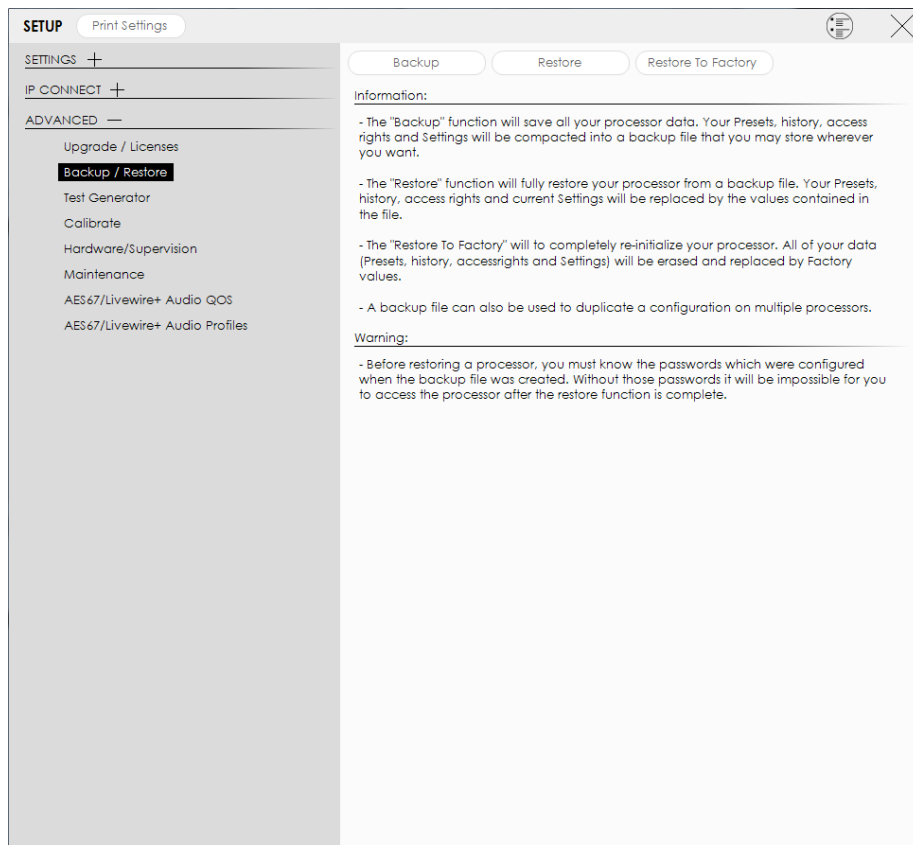 SETUP Print Settings
SETTINGS
IP CONNECT
ADVANCED
Upgrade / Licenses
Backup / Restore
Test Generator
Calibrate
Hardware/Supervision
Maintenance
AES67/Livewire+ Audio QOS
AES67/Livewire+ Audio Profiles
Backup Restore Restore To Factory
Information:
- The "Backup" function will save all your processor data. Your Presets, history, access
rights and Settings will be compacted into a backup file that you may store wherever
you want.
- The "Restore" function will fully restore your processor from a backup file. Your Presets,
history, access rights and current Settings will be replaced by the values contained in
the file.
- The "Restore To Factory" will to completely re-initialize your processor. All of your data
(Presets, history, accessrights and Settings) will be erased and replaced by Factory
values.
- A backup file can also be used to duplicate a configuration on multiple processors.
Warning:
- Before restoring a processor, you must know the passwords which were configured
when the backup file was created. Without those passwords it will be impossible for you
to access the processor after the restore function is complete.